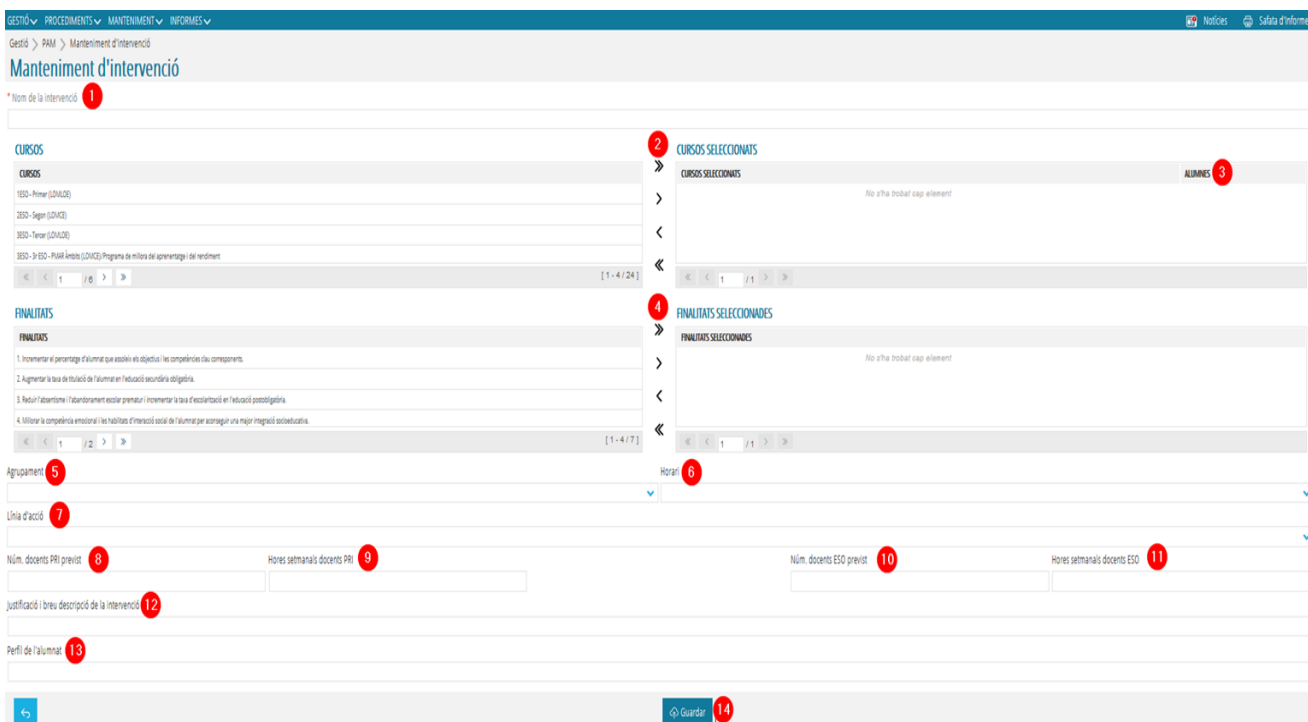 GESTIÓ PROCEDIMENTS MANTENIMENT INFORMES Notícies Safata d'Informe
Gestió > PAM > Manteniment d'intervenció
Manteniment d'intervenció
* Nom de la intervenció 1
CURSOS 2 CURSOS SELECCIONATS
CURSOS » CURSOS SELECCIONATS ALUMNES 3
1ESO - Primer (LOMLOE) No s'ha trobat cap element
>
2ESO - Segon (LOMCE)
3ESO - Tercer (LOMLOE) <
3ESO - 3r ESO - PMAR Àmbits (LOMCE)/Programa de millora del aprenentatge i del rendiment
« < 1 / 6 > » [ 1 - 4 / 24 ] « « < 1 / 1 > »
FINALITATS 4 FINALITATS SELECCIONADES
FINALITATS » FINALITATS SELECCIONADES
1. Incrementar el percentatge d'alumnat que assoleix els objectius i les competències clau corresponents. No s'ha trobat cap element
2. Augmentar la taxa de titulació de l'alumnat en l'educació secundària obligatòria. >
3. Reduir l'absentisme i l'abandonament escolar prematur i incrementar la taxa d'escolarització en l'educació postobligatòria. <
4. Millorar la competència emocional i les habilitats d'interacció social de l'alumnat per aconseguir una major integració socioeducativa.
« < 1 / 2 > » [ 1 - 4 / 7 ] « « < 1 / 1 > »
Agrupament 5 Horari 6
Línia d'acció 7
Núm. docents PRI previst 8 Hores setmanals docents PRI 9 Núm. docents ESO previst 10 Hores setmanals docents ESO 11
Justificació i breu descripció de la intervenció 12
Perfil de l'alumnat 13
Guardar 14